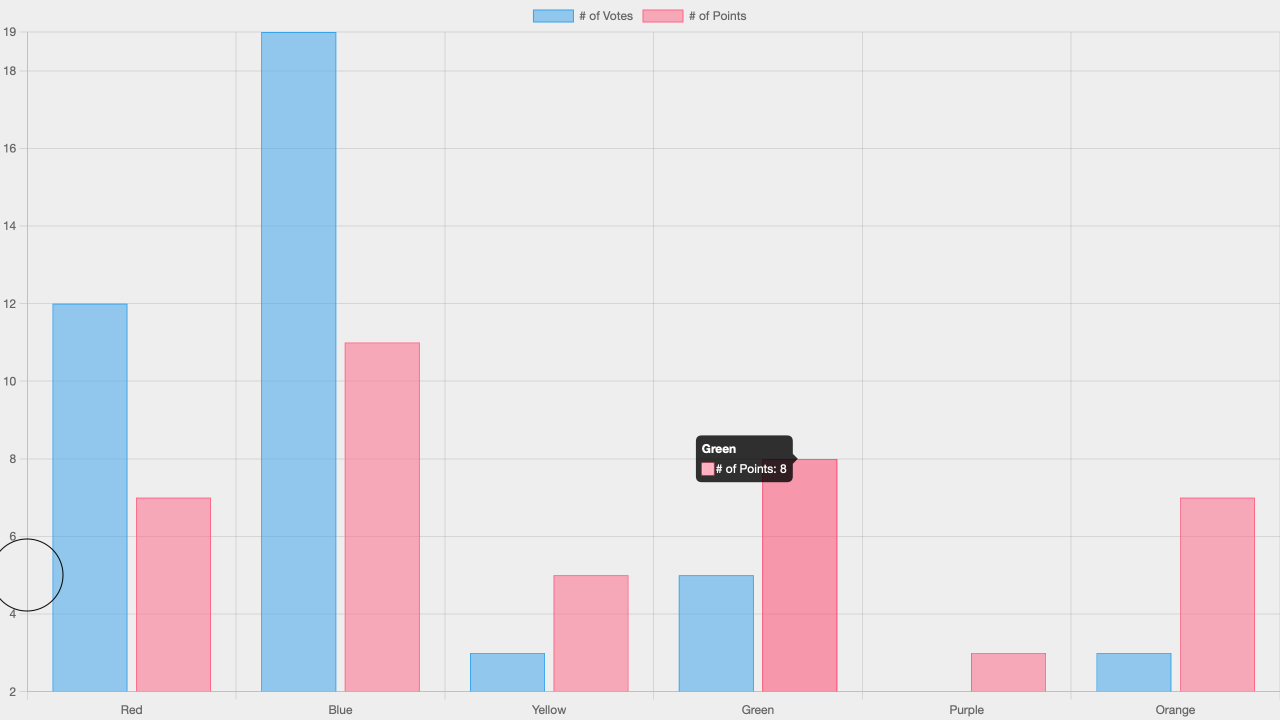 # of Votes # of Points
19
18
16
14
12
10
8
6
4
2
Green
# of Points: 8
Red Blue Yellow Green Purple Orange